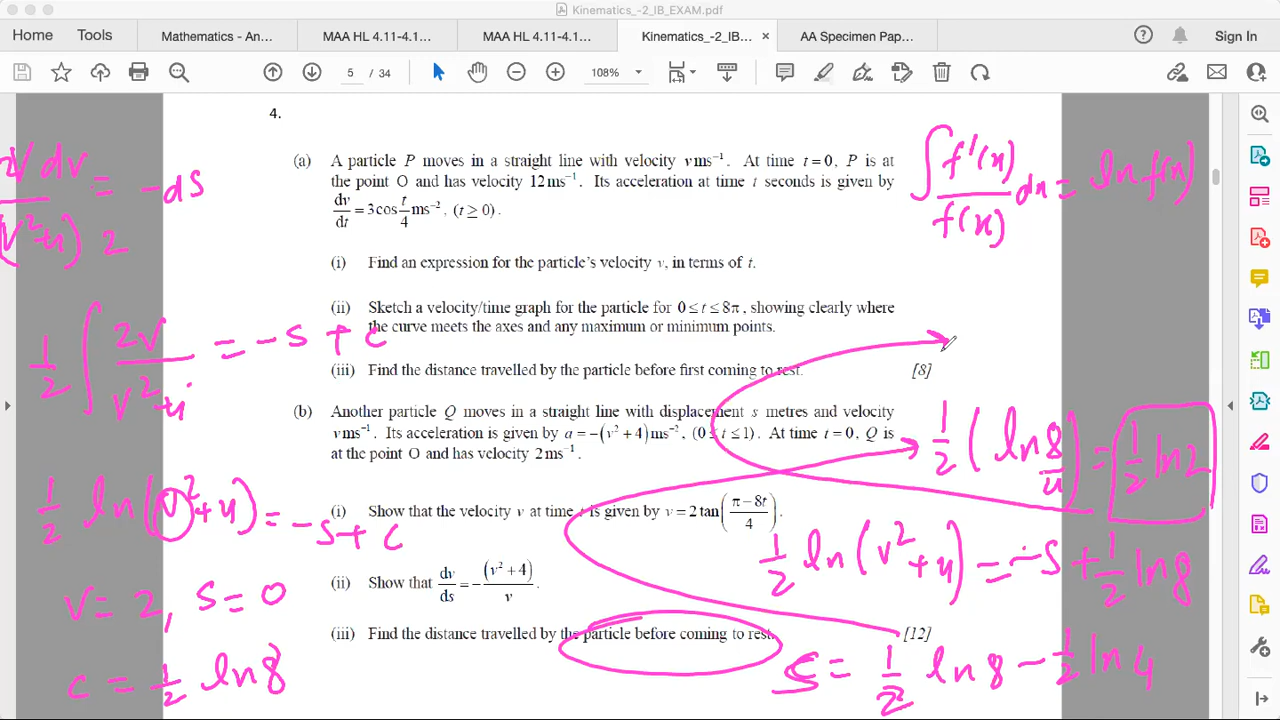 Kinematics_-2_IB_EXAM.pdf
Home Tools Mathematics - An... MAA HL 4.11-4.1... MAA HL 4.11-4.1... Kinematics_-2_IB... × AA Specimen Pap... Sign In
5 / 34 108%
4.
(a) A particle P moves in a straight line with velocity v ms⁻¹. At time t = 0, P is at
the point O and has velocity 12 ms⁻¹. Its acceleration at time t seconds is given by
dv/dt = 3 cos t/4 ms⁻², (t ≥ 0).
(i) Find an expression for the particle's velocity v, in terms of t.
(ii) Sketch a velocity/time graph for the particle for 0 ≤ t ≤ 8π, showing clearly where
the curve meets the axes and any maximum or minimum points.
(iii) Find the distance travelled by the particle before first coming to rest.
[8]
(b) Another particle Q moves in a straight line with displacement s metres and velocity
v ms⁻¹. Its acceleration is given by a = −(v² + 4) ms⁻², (0 ≤ t ≤ 1). At time t = 0, Q is
at the point O and has velocity 2 ms⁻¹.
(i) Show that the velocity v at time t is given by v = 2 tan((π − 8t)/4).
(ii) Show that dv/ds = −(v² + 4)/v.
(iii) Find the distance travelled by the particle before coming to rest.
[12]
2v dv/(v²+4) 2 = -ds
1/2 ∫ 2v/(v²+4) = -s + c
1/2 ln(v²+4) = -s + c
v = 2, s = 0
c = 1/2 ln8
∫ f'(x)/f(x) dx = ln f(x)
1/2 (ln 8/4) = 1/2 ln2
1/2 ln(v²+4) = -s + 1/2 ln8
s = 1/2 ln8 - 1/2 ln4